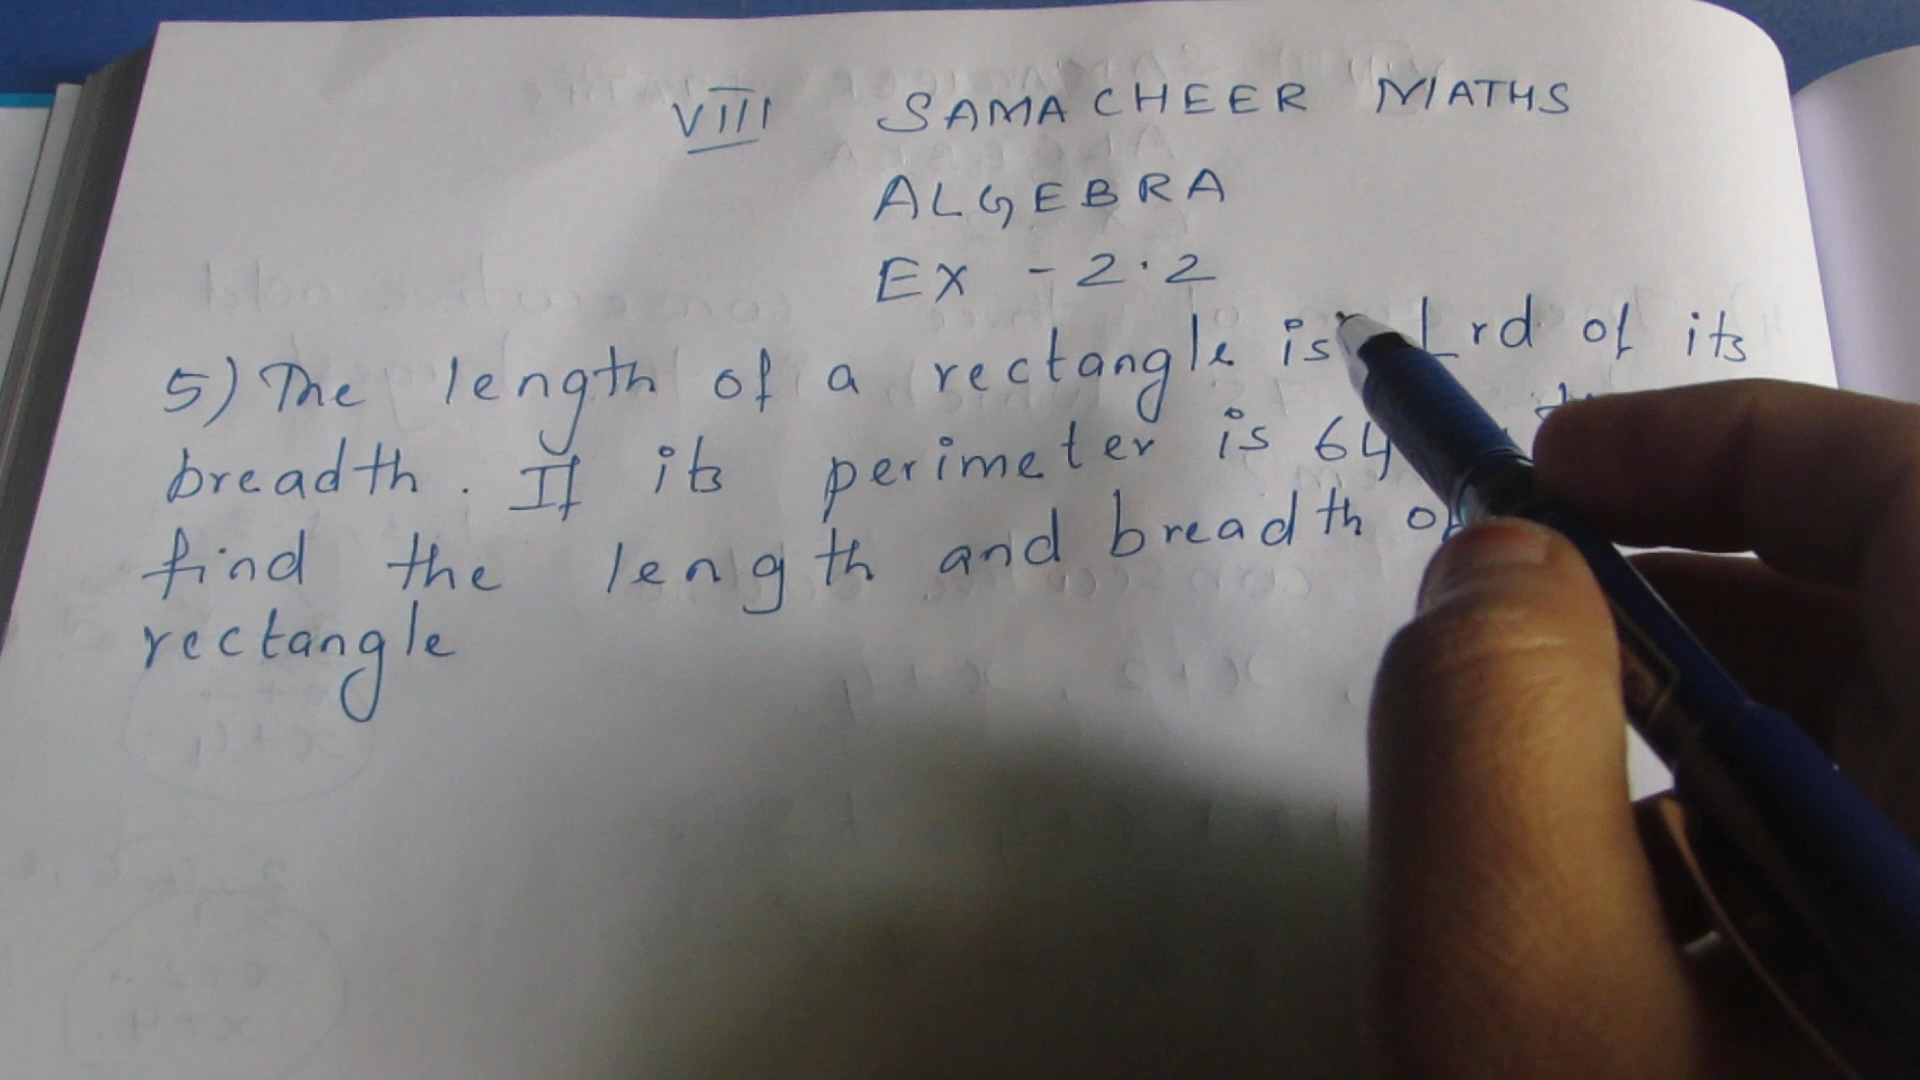 VIII SAMACHEER MATHS
ALGEBRA
EX - 2.2
5) The length of a rectangle is rd of its
breadth. If its perimeter is 64
find the length and breadth of
rectangle